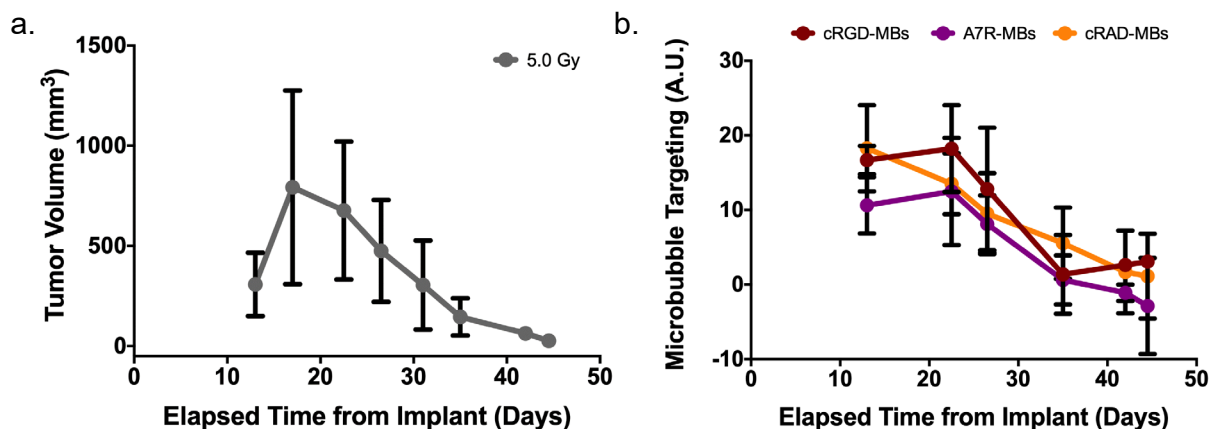 a.
1500
1000
500
0
Tumor Volume (mm³)
5.0 Gy
0 10 20 30 40 50
Elapsed Time from Implant (Days)
b.
cRGD-MBs A7R-MBs cRAD-MBs
30
20
10
0
-10
Microbubble Targeting (A.U.)
0 10 20 30 40 50
Elapsed Time from Implant (Days)